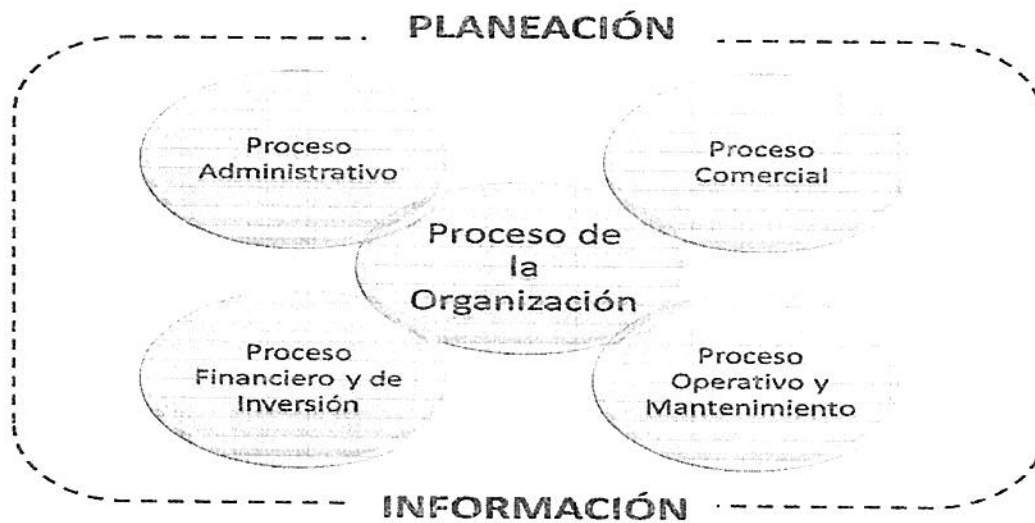 PLANEACIÓN
Proceso
Administrativo
Proceso
Comercial
Proceso de
la
Organización
Proceso
Financiero y de
Inversión
Proceso
Operativo y
Mantenimiento
INFORMACIÓN